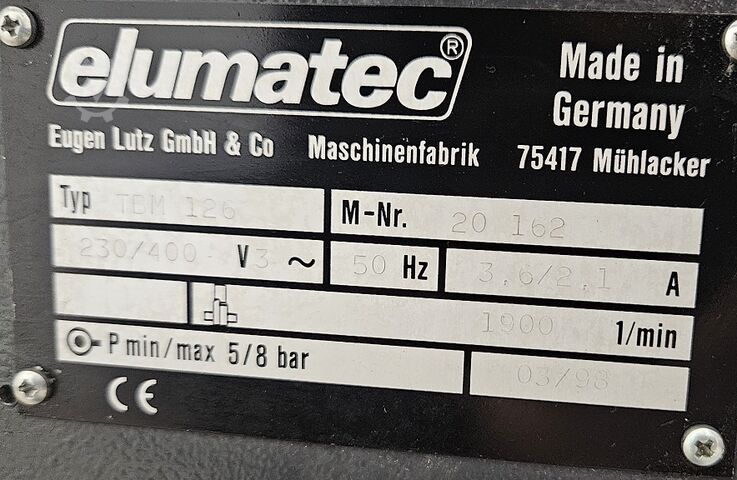 elumatec®
Made in
Germany
Eugen Lutz GmbH & Co Maschinenfabrik 75417 Mühlacker
Typ TBM 126 M-Nr. 20 162
230/400 V 3 ~ 50 Hz 3,6/2,1 A
1900 1/min
P min/max 5/8 bar 03/98
CE